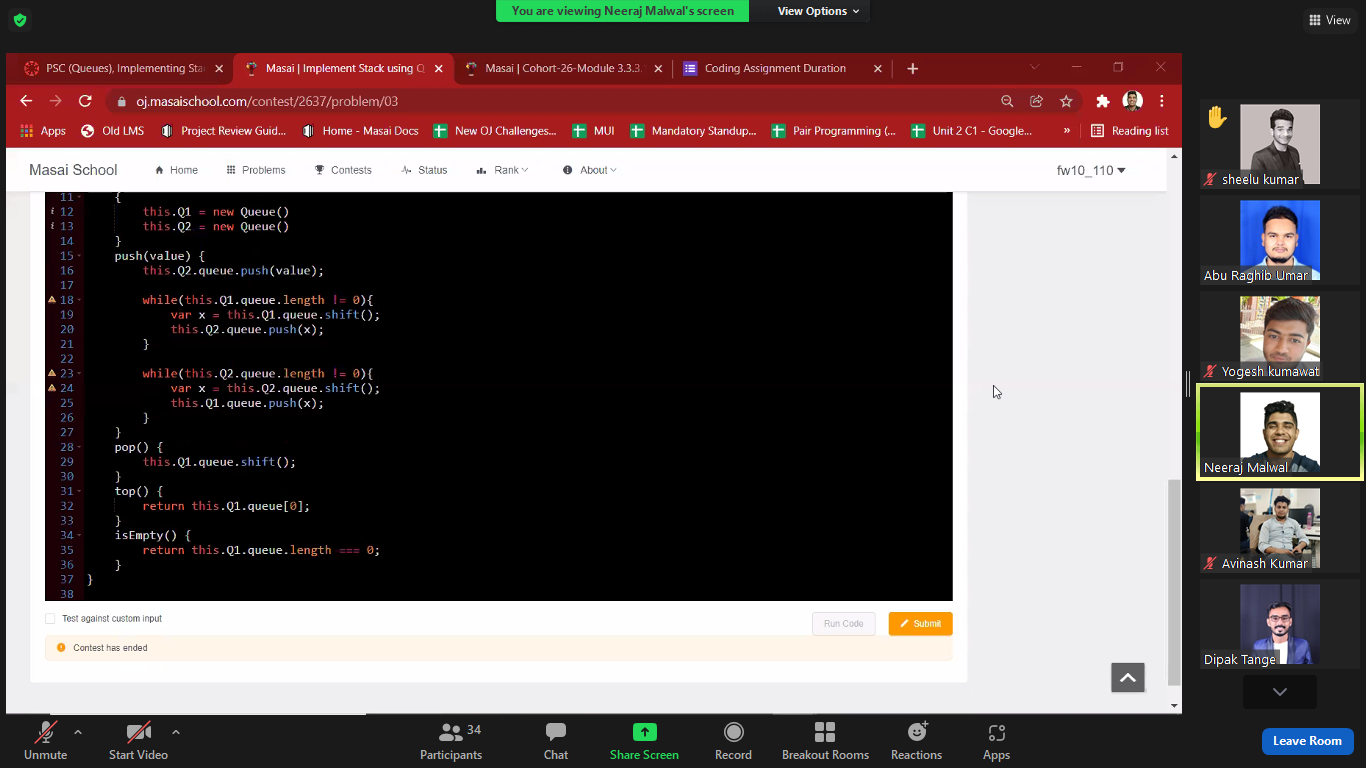 You are viewing Neeraj Malwal's screen
View Options
View
PSC (Queues), Implementing Sta
Masai | Implement Stack using Q
Masai | Cohort-26-Module 3.3.3.
Coding Assignment Duration
oj.masaischool.com/contest/2637/problem/03
Apps
Old LMS
Project Review Guid...
Home - Masai Docs
New OJ Challenges...
MUI
Mandatory Standup...
Pair Programming (...
Unit 2 C1 - Google...
»
Reading list
Masai School
Home
Problems
Contests
Status
Rank
About
fw10_110
11 {
12 this.Q1 = new Queue()
13 this.Q2 = new Queue()
14 }
15 push(value) {
16 this.Q2.queue.push(value);
17
18 while(this.Q1.queue.length != 0){
19 var x = this.Q1.queue.shift();
20 this.Q2.queue.push(x);
21 }
22
23 while(this.Q2.queue.length != 0){
24 var x = this.Q2.queue.shift();
25 this.Q1.queue.push(x);
26 }
27 }
28 pop() {
29 this.Q1.queue.shift();
30 }
31 top() {
32 return this.Q1.queue[0];
33 }
34 isEmpty() {
35 return this.Q1.queue.length === 0;
36 }
37 }
38
Test against custom input
Run Code
Submit
Contest has ended
sheelu kumar
Abu Raghib Umar
Yogesh kumawat
Neeraj Malwal
Avinash Kumar
Dipak Tange
Unmute
Start Video
Participants
34
Chat
Share Screen
Record
Breakout Rooms
Reactions
Apps
Leave Room